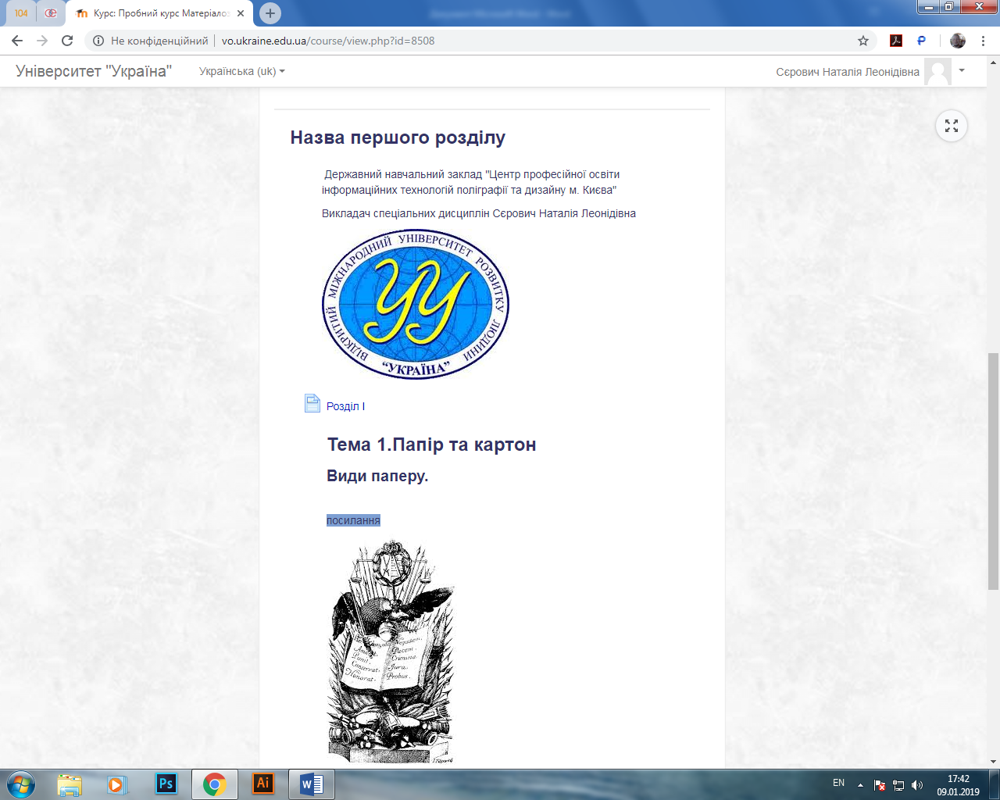 104
Курс: Пробний курс Матеріало
Не конфіденційний
vo.ukraine.edu.ua/course/view.php?id=8508
Університет "Україна"
Українська (uk)
Сєрович Наталія Леонідівна
Назва першого розділу
Державний навчальний заклад "Центр професійної освіти
інформаційних технологій поліграфії та дизайну м. Києва"
Викладач спеціальних дисциплін Сєрович Наталія Леонідівна
ВІДКРИТИЙ МІЖНАРОДНИЙ УНІВЕРСИТЕТ РОЗВИТКУ ЛЮДИНИ
УУ
“УКРАЇНА”
Розділ І
Тема 1.Папір та картон
Види паперу.
посилання
Pacem.
Punit. Crimina
Conservat. Jura.
Honorat. Probus.
Ps
Ai
W
EN
17:42
09.01.2019